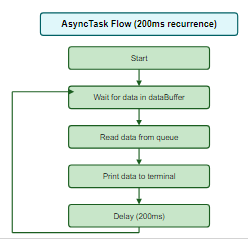 AsyncTask Flow (200ms recurrence)
Start
Wait for data in dataBuffer
Read data from queue
Print data to terminal
Delay (200ms)